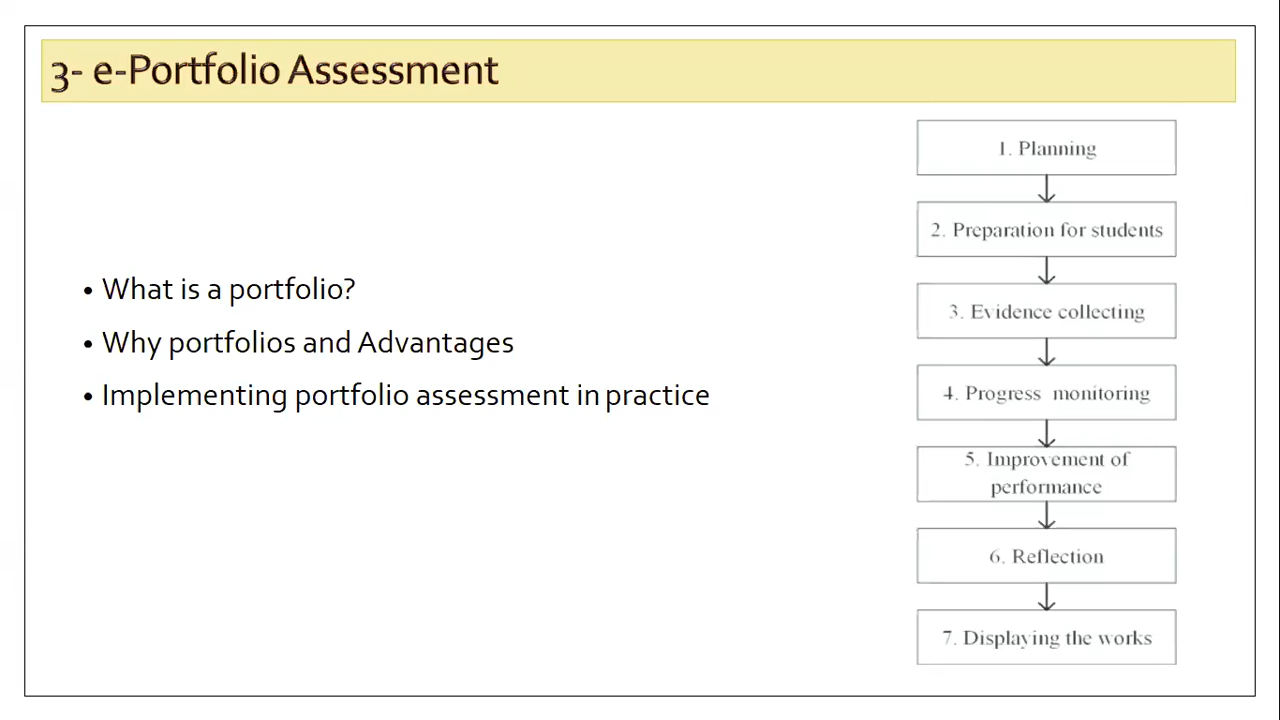 3- e-Portfolio Assessment
• What is a portfolio?
• Why portfolios and Advantages
• Implementing portfolio assessment in practice
1. Planning
2. Preparation for students
3. Evidence collecting
4. Progress monitoring
5. Improvement of
performance
6. Reflection
7. Displaying the works